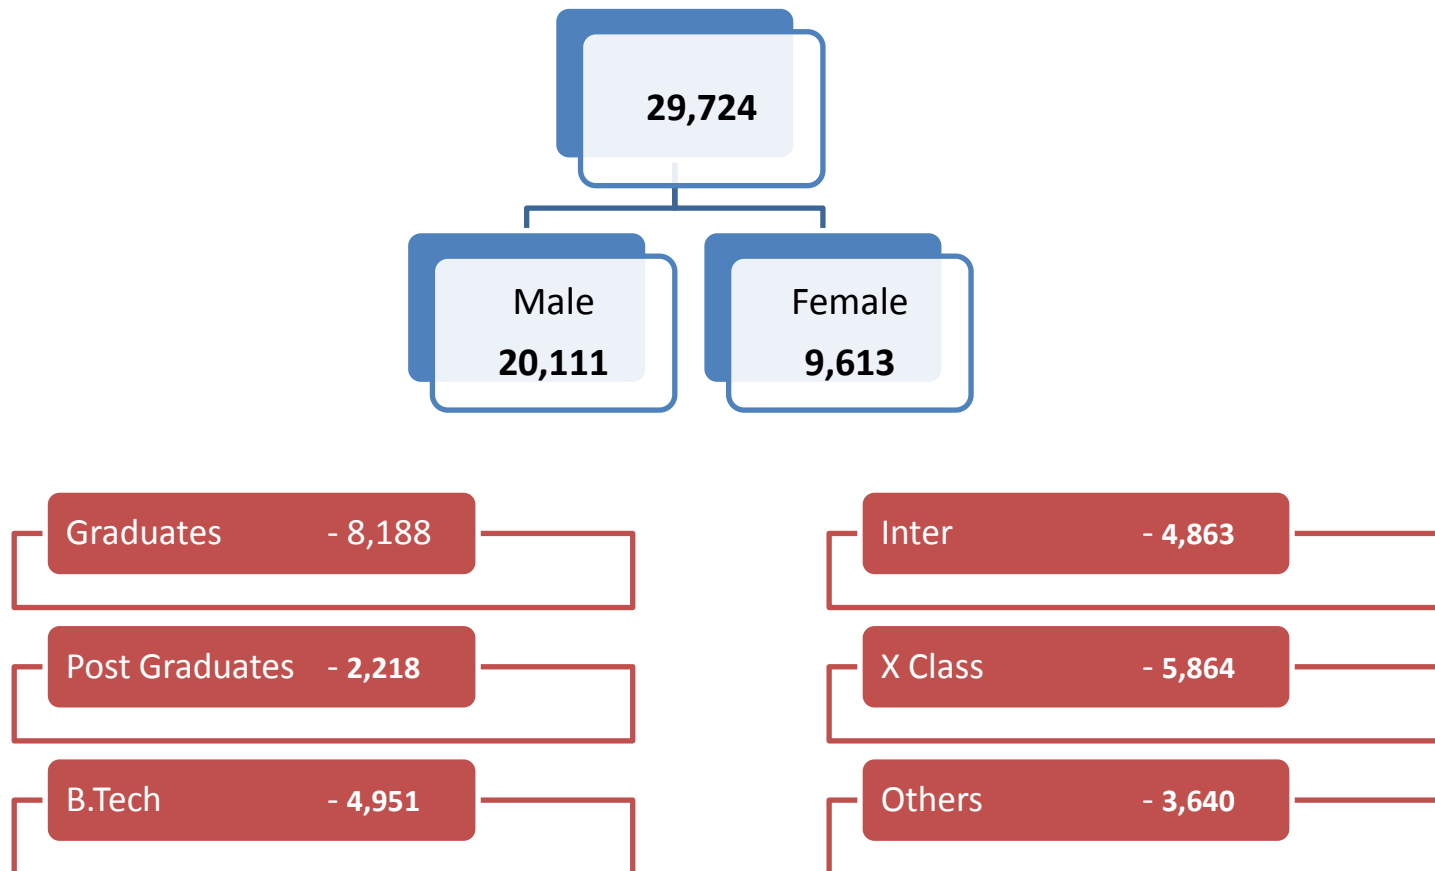 29,724
Male
20,111
Female
9,613
Graduates - 8,188
Post Graduates - 2,218
B.Tech - 4,951
Inter - 4,863
X Class - 5,864
Others - 3,640